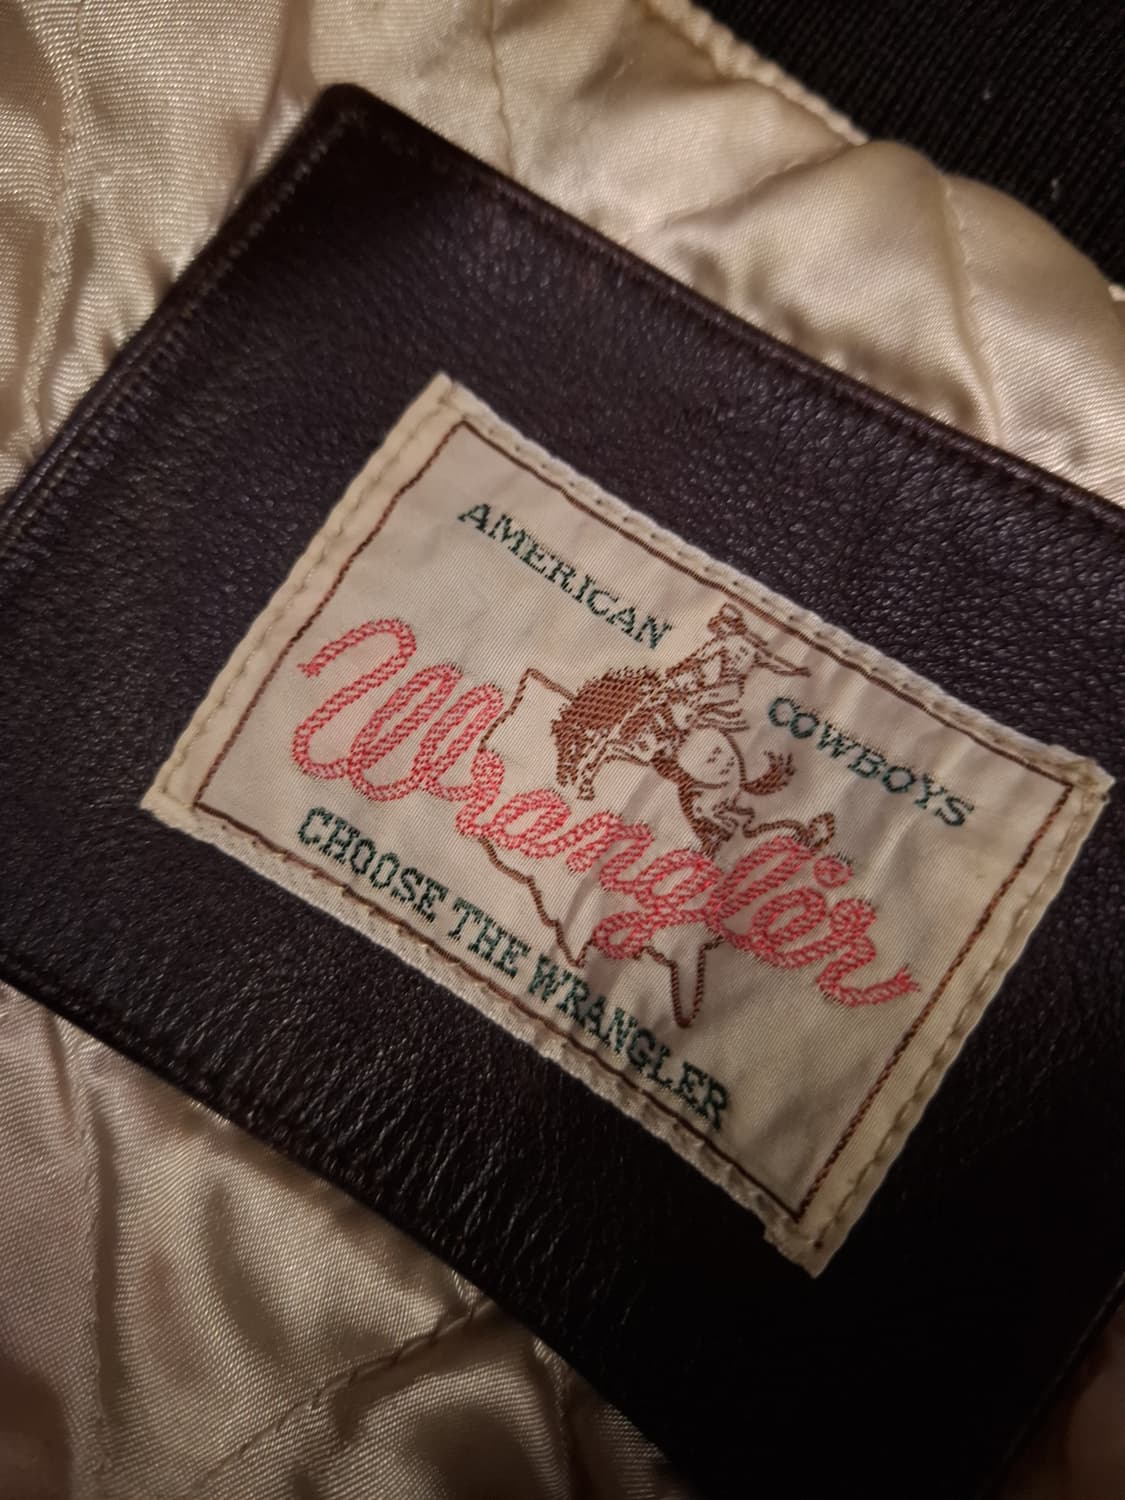 AMERICAN
COWBOYS
Wrangler®
CHOOSE THE WRANGLER